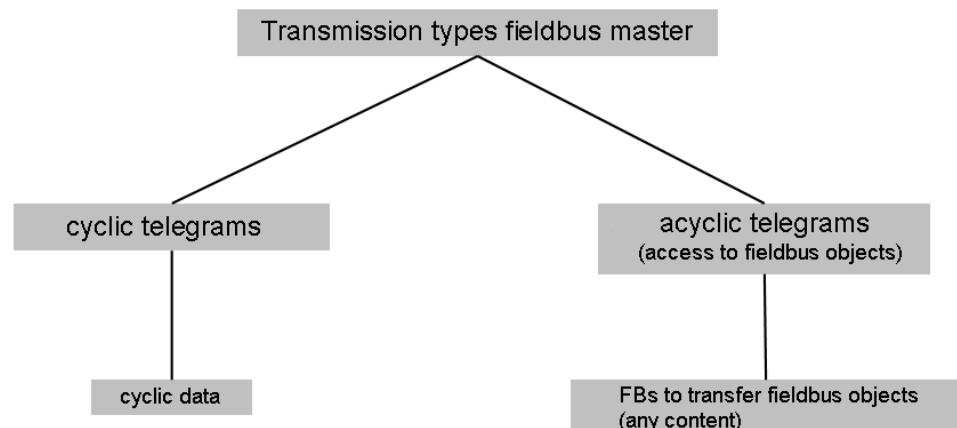 Transmission types fieldbus master
cyclic telegrams
acyclic telegrams
(access to fieldbus objects)
cyclic data
FBs to transfer fieldbus objects
(any content)